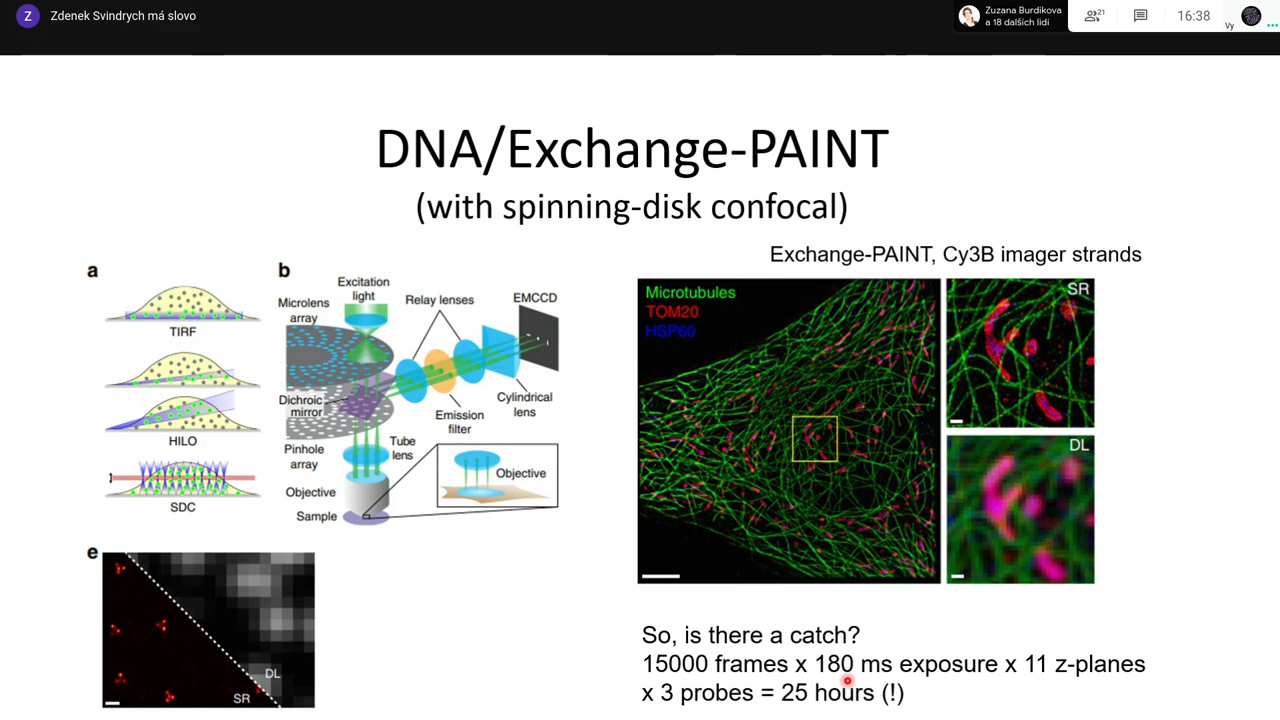 Z
Zdenek Svindrych má slovo
Zuzana Burdikova
a 18 dalších lidí
21
16:38
Vy
DNA/Exchange-PAINT
(with spinning-disk confocal)
a
TIRF
HILO
SDC
b
Excitation
light
Microlens
array
Relay lenses
EMCCD
Dichroic
mirror
Emission
filter
Cylindrical
lens
Pinhole
array
Tube
lens
Objective
Sample
Objective
e
DL
SR
Exchange-PAINT, Cy3B imager strands
Microtubules
TOM20
HSP60
SR
DL
So, is there a catch?
15000 frames x 180 ms exposure x 11 z-planes
x 3 probes = 25 hours (!)